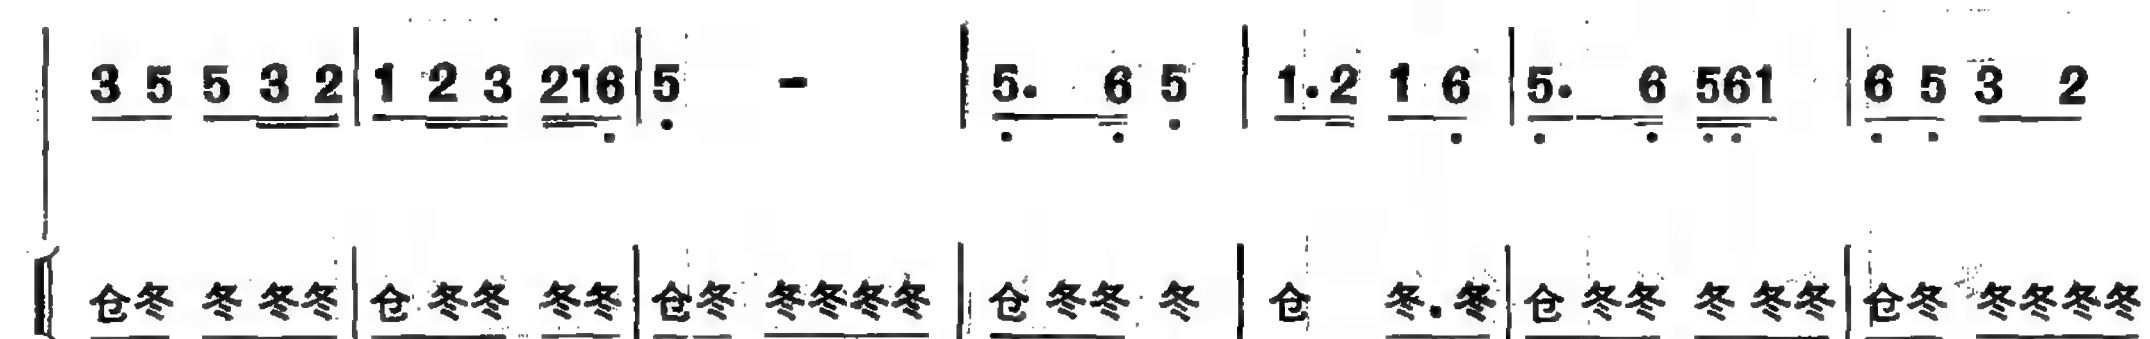 3 5 5 3 2 | 1 2 3 216 | 5 - | 5. 6 5 | 1.2 1 6 | 5. 6 561 | 6 5 3 2
仓冬 冬 冬冬 | 仓 冬冬 冬冬 | 仓冬 冬冬冬冬 | 仓 冬冬 冬 | 仓 冬.冬 | 仓 冬冬 冬 冬冬 | 仓冬 冬冬冬冬